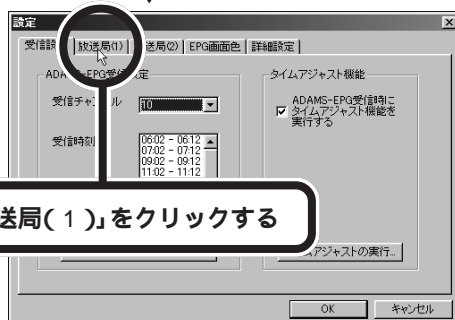 設定
受信設
放送局(1)
送局(2)
EPG画面色
詳細設定
ADA
S-EPG受信
定
受信チャ
ル
10
受信時刻
06:02 - 06:12
07:02 - 07:12
09:02 - 09:12
11:02 - 11:12
タイムアジャスト機能
ADAMS-EPG受信時に
タイムアジャスト機能を
実行する
送局(1)」をクリックする
イムアジャストの実行...
OK
キャンセル